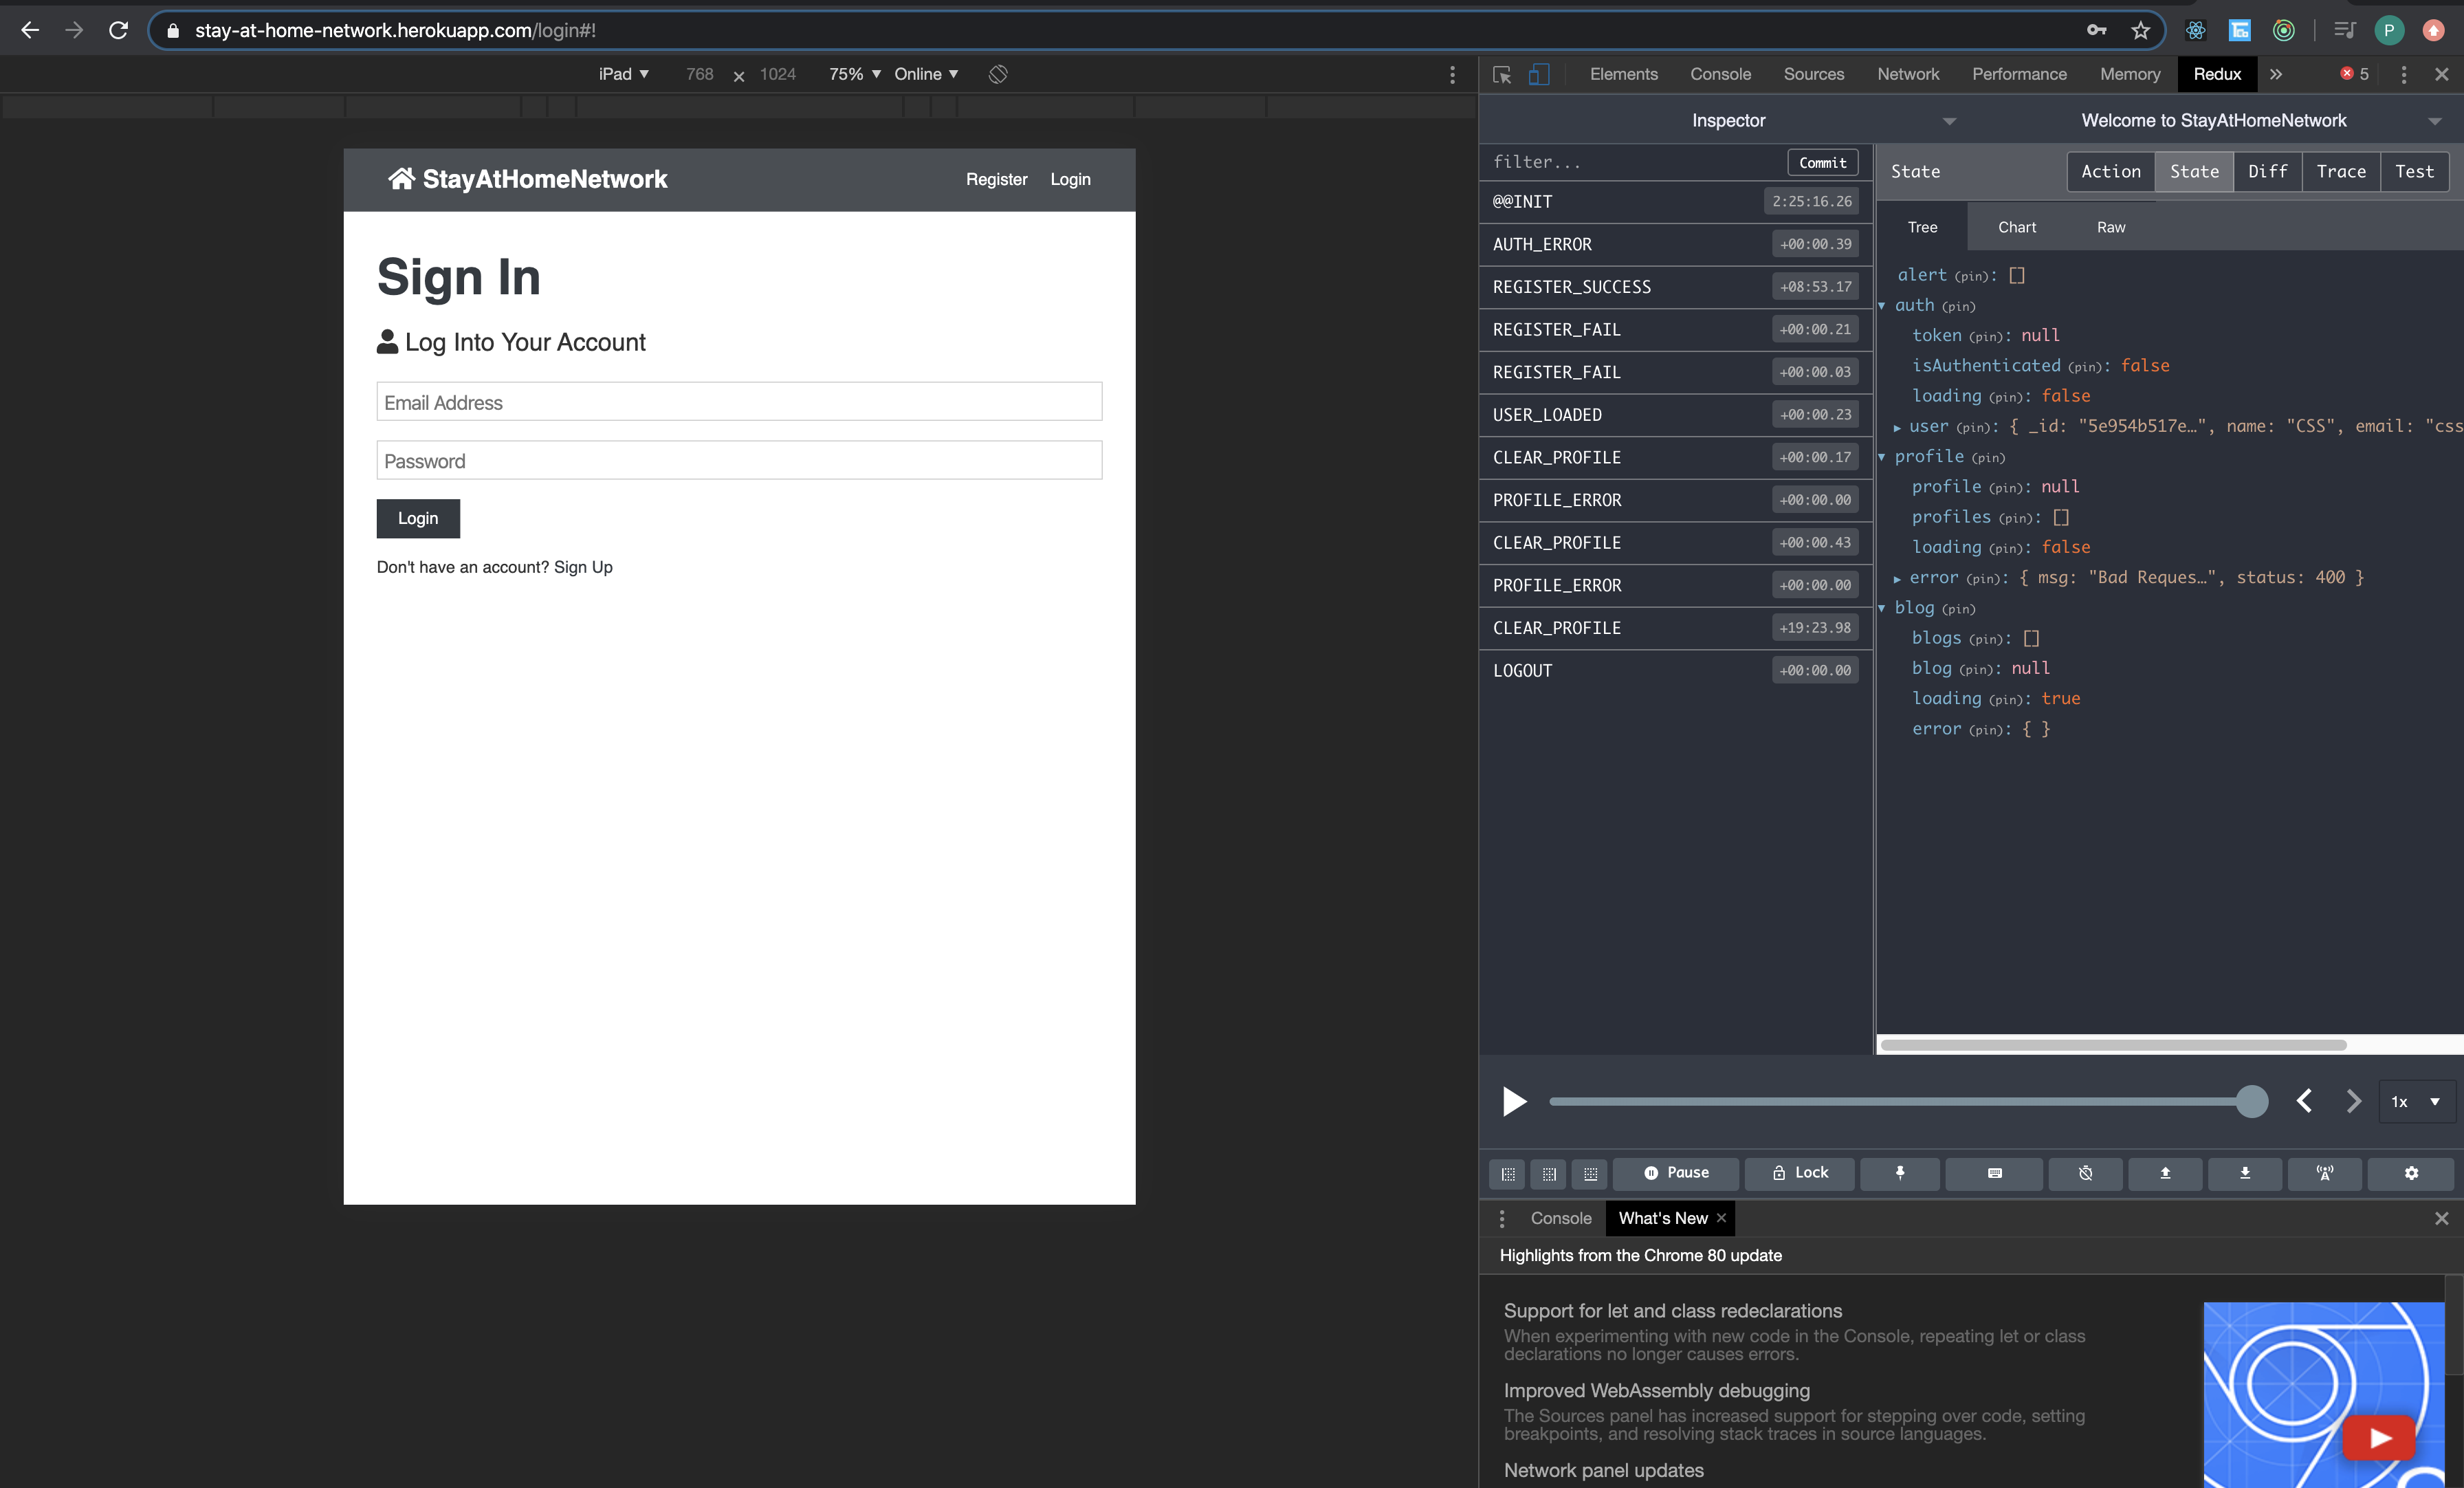 stay-at-home-network.herokuapp.com/login#!
P
iPad ▼ 768 × 1024 75% ▼ Online ▼
Elements Console Sources Network Performance Memory Redux » 5
StayAtHomeNetwork
Register Login
Sign In
Log Into Your Account
Email Address
Password
Login
Don't have an account? Sign Up
Inspector
Welcome to StayAtHomeNetwork
filter... Commit
@@INIT 2:25:16.26
AUTH_ERROR +00:00.39
REGISTER_SUCCESS +08:53.17
REGISTER_FAIL +00:00.21
REGISTER_FAIL +00:00.03
USER_LOADED +00:00.23
CLEAR_PROFILE +00:00.17
PROFILE_ERROR +00:00.00
CLEAR_PROFILE +00:00.43
PROFILE_ERROR +00:00.00
CLEAR_PROFILE +19:23.98
LOGOUT +00:00.00
State Action State Diff Trace Test
Tree Chart Raw
alert (pin): []
auth (pin)
token (pin): null
isAuthenticated (pin): false
loading (pin): false
user (pin): { _id: "5e954b517e…", name: "CSS", email: "css
profile (pin)
profile (pin): null
profiles (pin): []
loading (pin): false
error (pin): { msg: "Bad Reques…", status: 400 }
blog (pin)
blogs (pin): []
blog (pin): null
loading (pin): true
error (pin): { }
1x
Pause Lock
Console What's New ×
Highlights from the Chrome 80 update
Support for let and class redeclarations
When experimenting with new code in the Console, repeating let or class
declarations no longer causes errors.
Improved WebAssembly debugging
The Sources panel has increased support for stepping over code, setting
breakpoints, and resolving stack traces in source languages.
Network panel updates